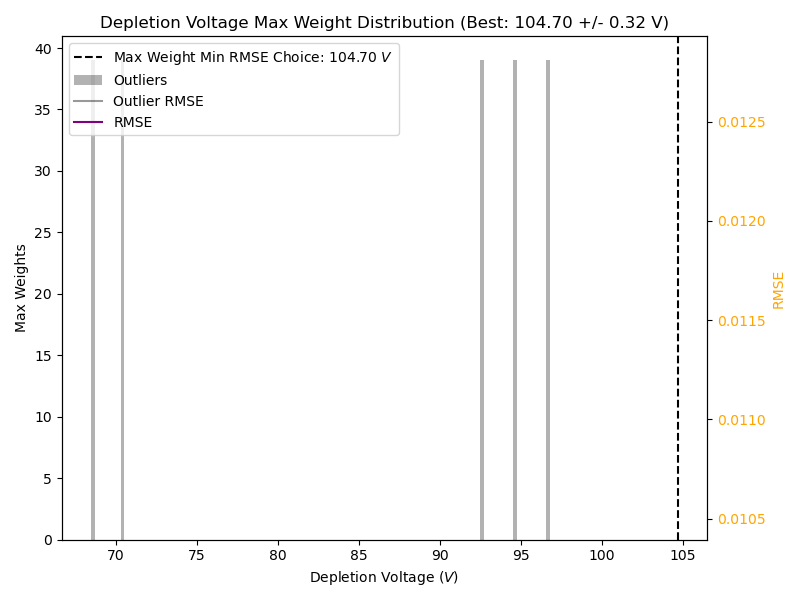 Depletion Voltage Max Weight Distribution (Best: 104.70 +/- 0.32 V)
Max Weight Min RMSE Choice: 104.70 V
Outliers
Outlier RMSE
RMSE
Max Weights
40
35
30
25
20
15
10
5
0
0.0125
0.0120
0.0115
0.0110
0.0105
RMSE
70
75
80
85
90
95
100
105
Depletion Voltage (V)